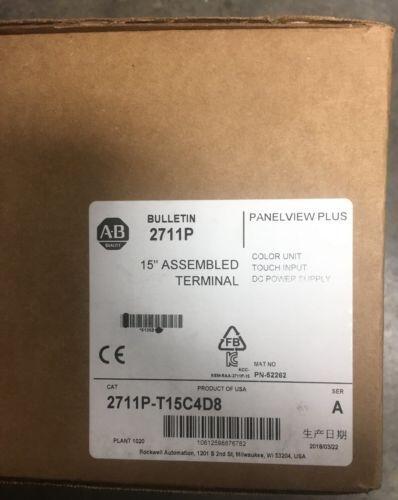 A-B
QUALITY
BULLETIN
2711P
PANELVIEW PLUS
15" ASSEMBLED
TERMINAL
COLOR UNIT
TOUCH INPUT
DC POWER SUPPLY
FB
MAT NO
PN-52262
CE
CAT
PRODUCT OF USA
SER
2711P-T15C4D8
A
PLANT 1020
生产日期
2018/03/22
Rockwell Automation, 1201 S 2nd St, Milwaukee, WI 53204, USA